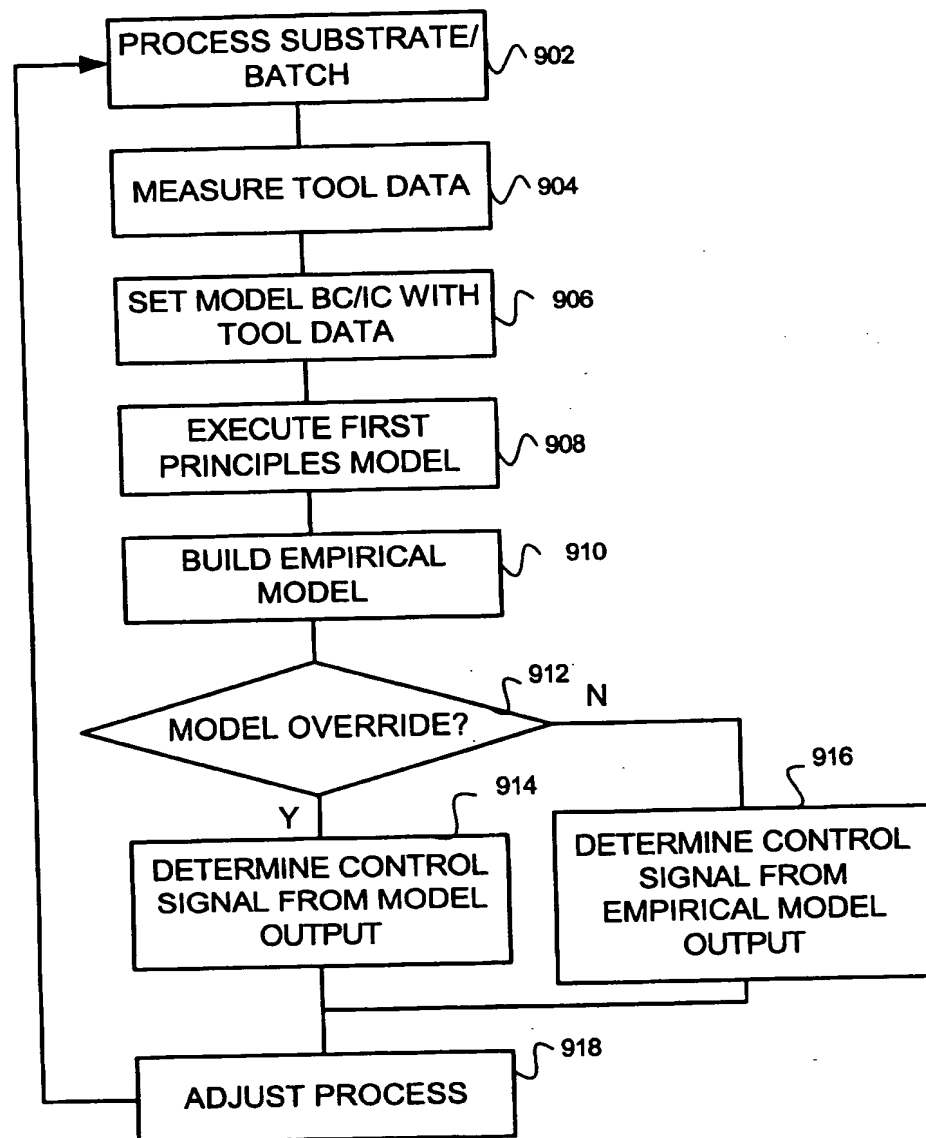 PROCESS SUBSTRATE/
BATCH
902
MEASURE TOOL DATA
904
SET MODEL BC/IC WITH
TOOL DATA
906
EXECUTE FIRST
PRINCIPLES MODEL
908
BUILD EMPIRICAL
MODEL
910
MODEL OVERRIDE?
912
N
Y
914
DETERMINE CONTROL
SIGNAL FROM MODEL
OUTPUT
916
DETERMINE CONTROL
SIGNAL FROM
EMPIRICAL MODEL
OUTPUT
918
ADJUST PROCESS